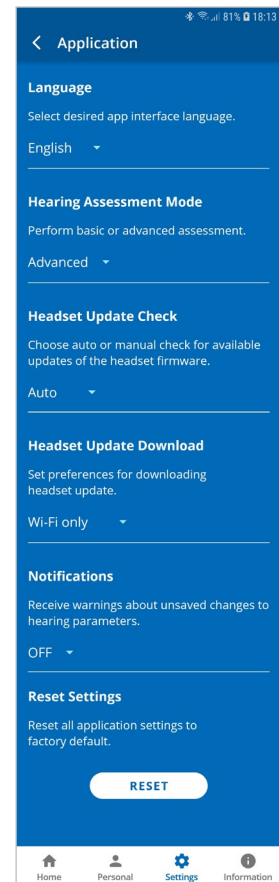 81% 18:13
Application
Language
Select desired app interface language.
English
Hearing Assessment Mode
Perform basic or advanced assessment.
Advanced
Headset Update Check
Choose auto or manual check for available
updates of the headset firmware.
Auto
Headset Update Download
Set preferences for downloading
headset update.
Wi-Fi only
Notifications
Receive warnings about unsaved changes to
hearing parameters.
OFF
Reset Settings
Reset all application settings to
factory default.
RESET
Home Personal Settings Information